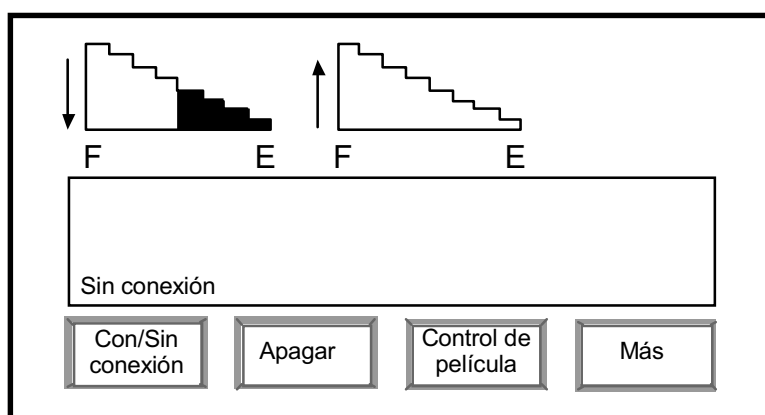 F E F E
Sin conexión
Con/Sin
conexión
Apagar
Control de
película
Más